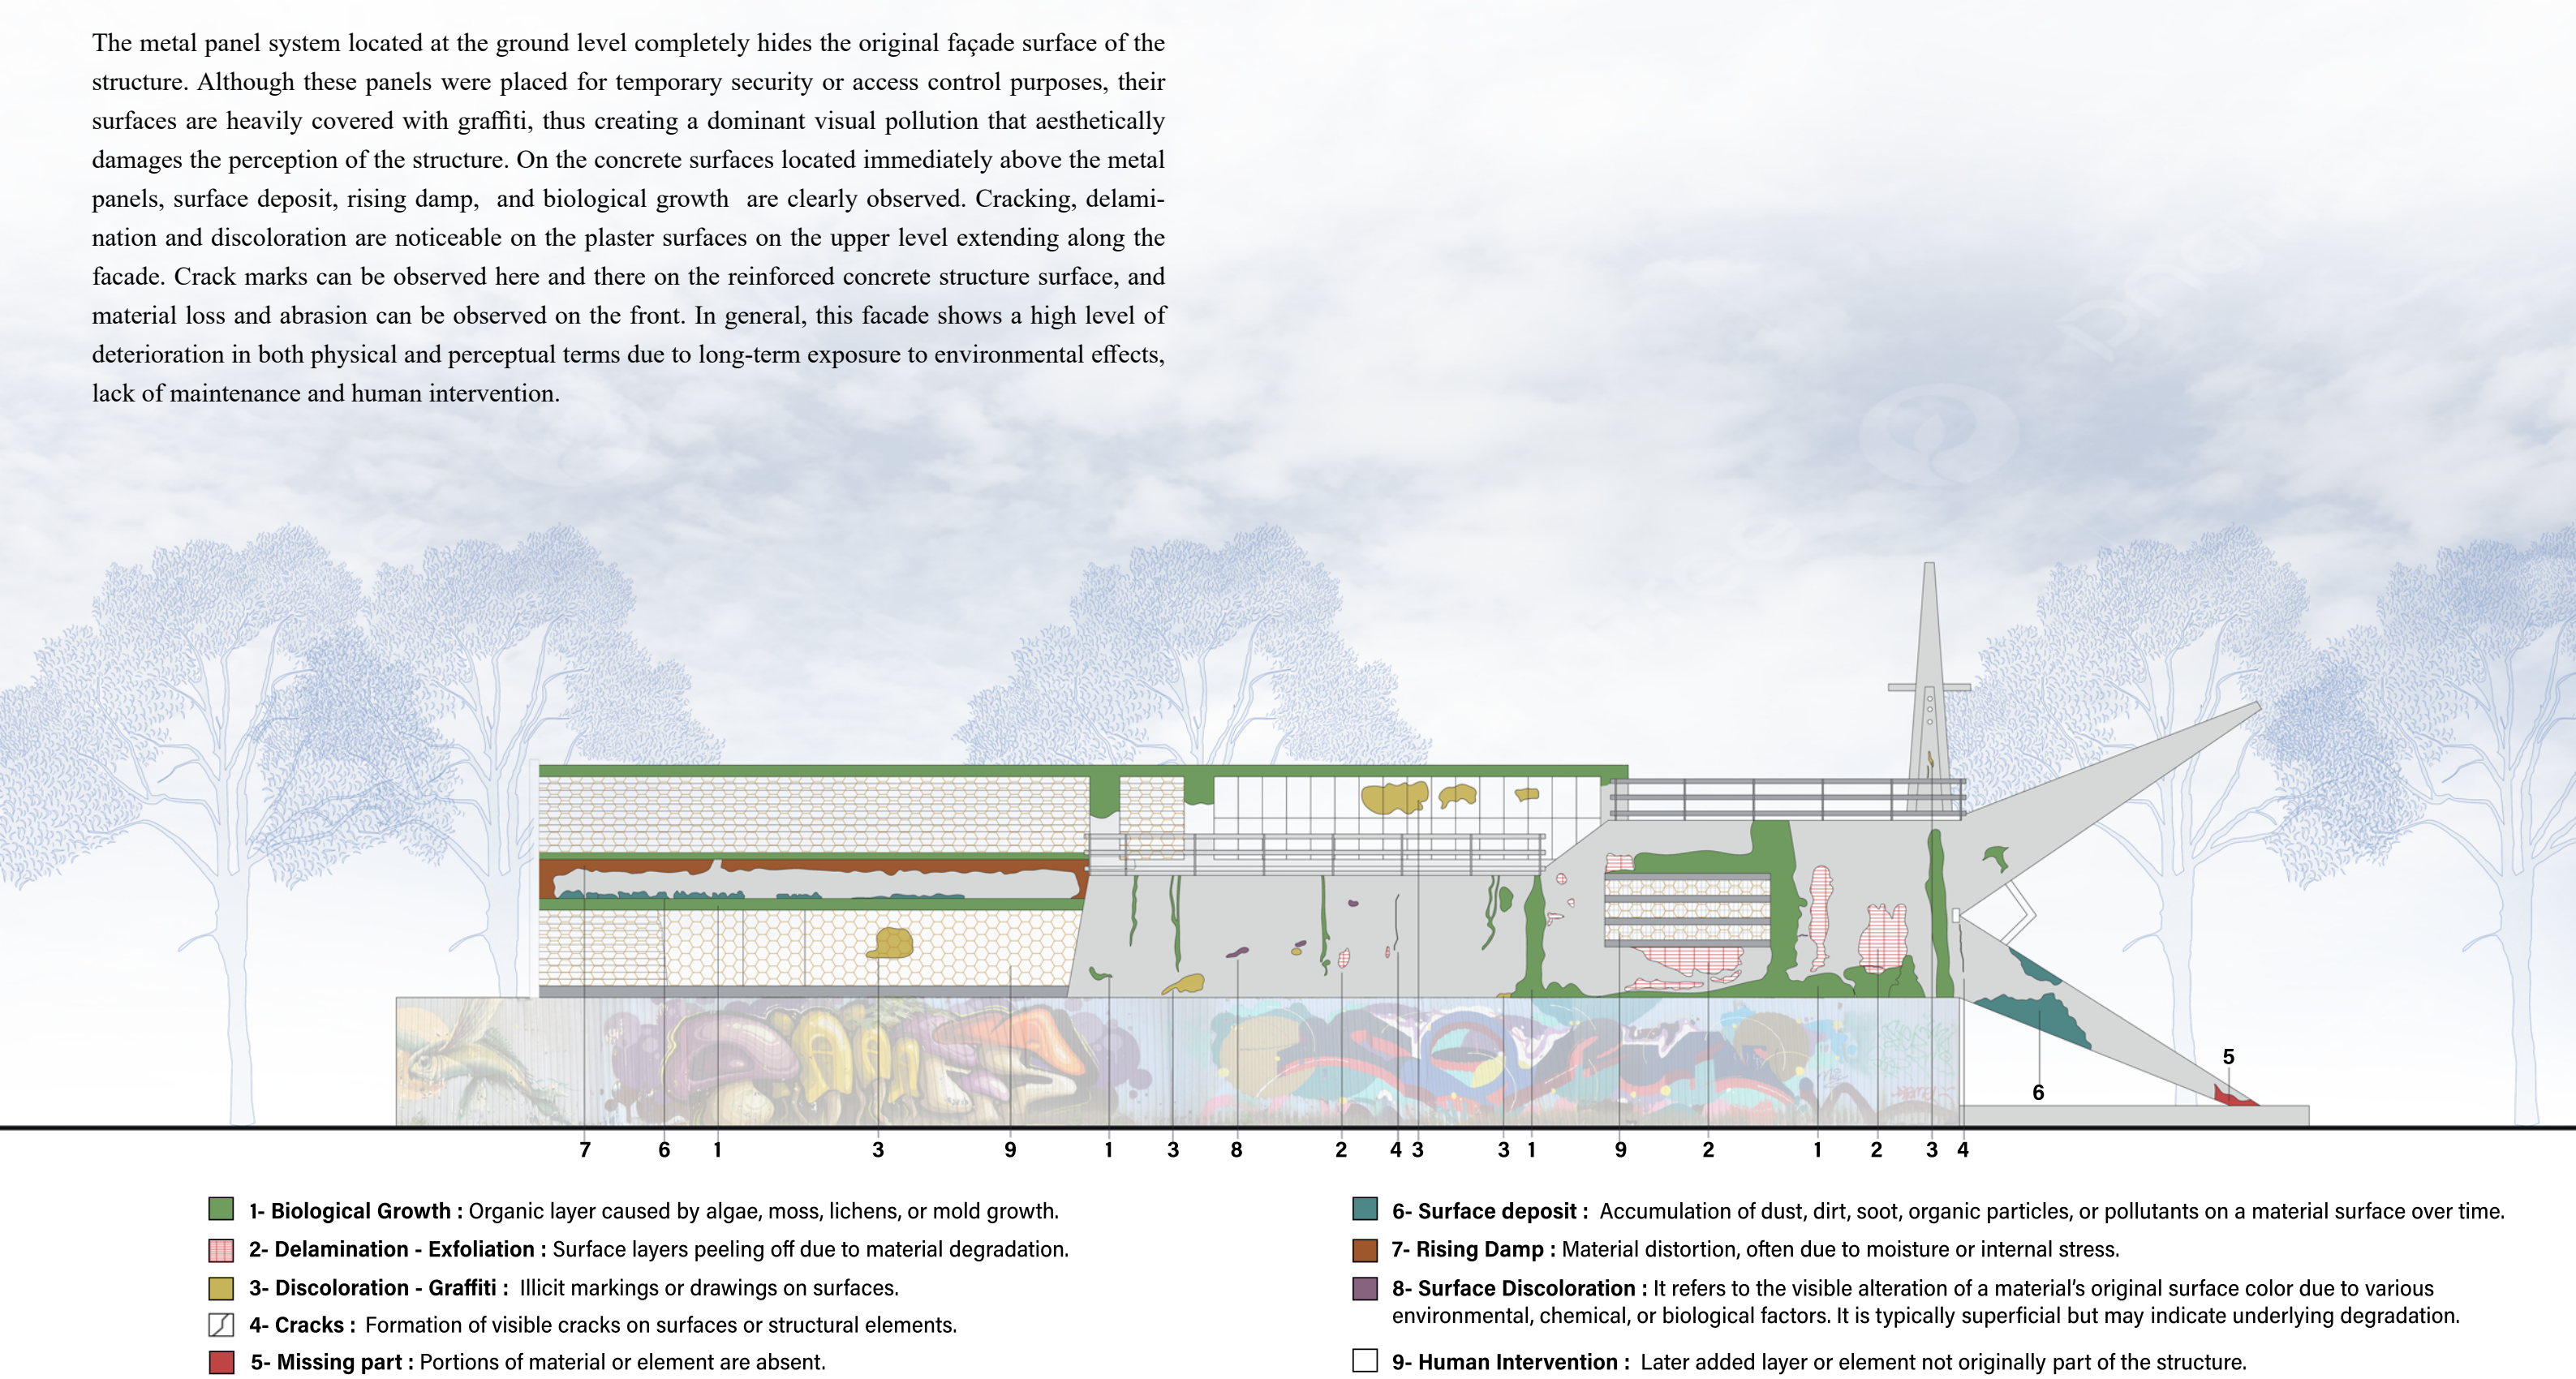 The metal panel system located at the ground level completely hides the original façade surface of the
structure. Although these panels were placed for temporary security or access control purposes, their
surfaces are heavily covered with graffiti, thus creating a dominant visual pollution that aesthetically
damages the perception of the structure. On the concrete surfaces located immediately above the metal
panels, surface deposit, rising damp,  and biological growth  are clearly observed. Cracking, delami-
nation and discoloration are noticeable on the plaster surfaces on the upper level extending along the
facade. Crack marks can be observed here and there on the reinforced concrete structure surface, and
material loss and abrasion can be observed on the front. In general, this facade shows a high level of
deterioration in both physical and perceptual terms due to long-term exposure to environmental effects,
lack of maintenance and human intervention.
5
6
7 6 1 3 9 1 3 8 2 4 3 3 1 9 2 1 2 3 4
1- Biological Growth : Organic layer caused by algae, moss, lichens, or mold growth.
2- Delamination - Exfoliation : Surface layers peeling off due to material degradation.
3- Discoloration - Graffiti :  Illicit markings or drawings on surfaces.
4- Cracks :  Formation of visible cracks on surfaces or structural elements.
5- Missing part : Portions of material or element are absent.
6- Surface deposit :  Accumulation of dust, dirt, soot, organic particles, or pollutants on a material surface over time.
7- Rising Damp : Material distortion, often due to moisture or internal stress.
8- Surface Discoloration : It refers to the visible alteration of a material's original surface color due to various
environmental, chemical, or biological factors. It is typically superficial but may indicate underlying degradation.
9- Human Intervention :  Later added layer or element not originally part of the structure.